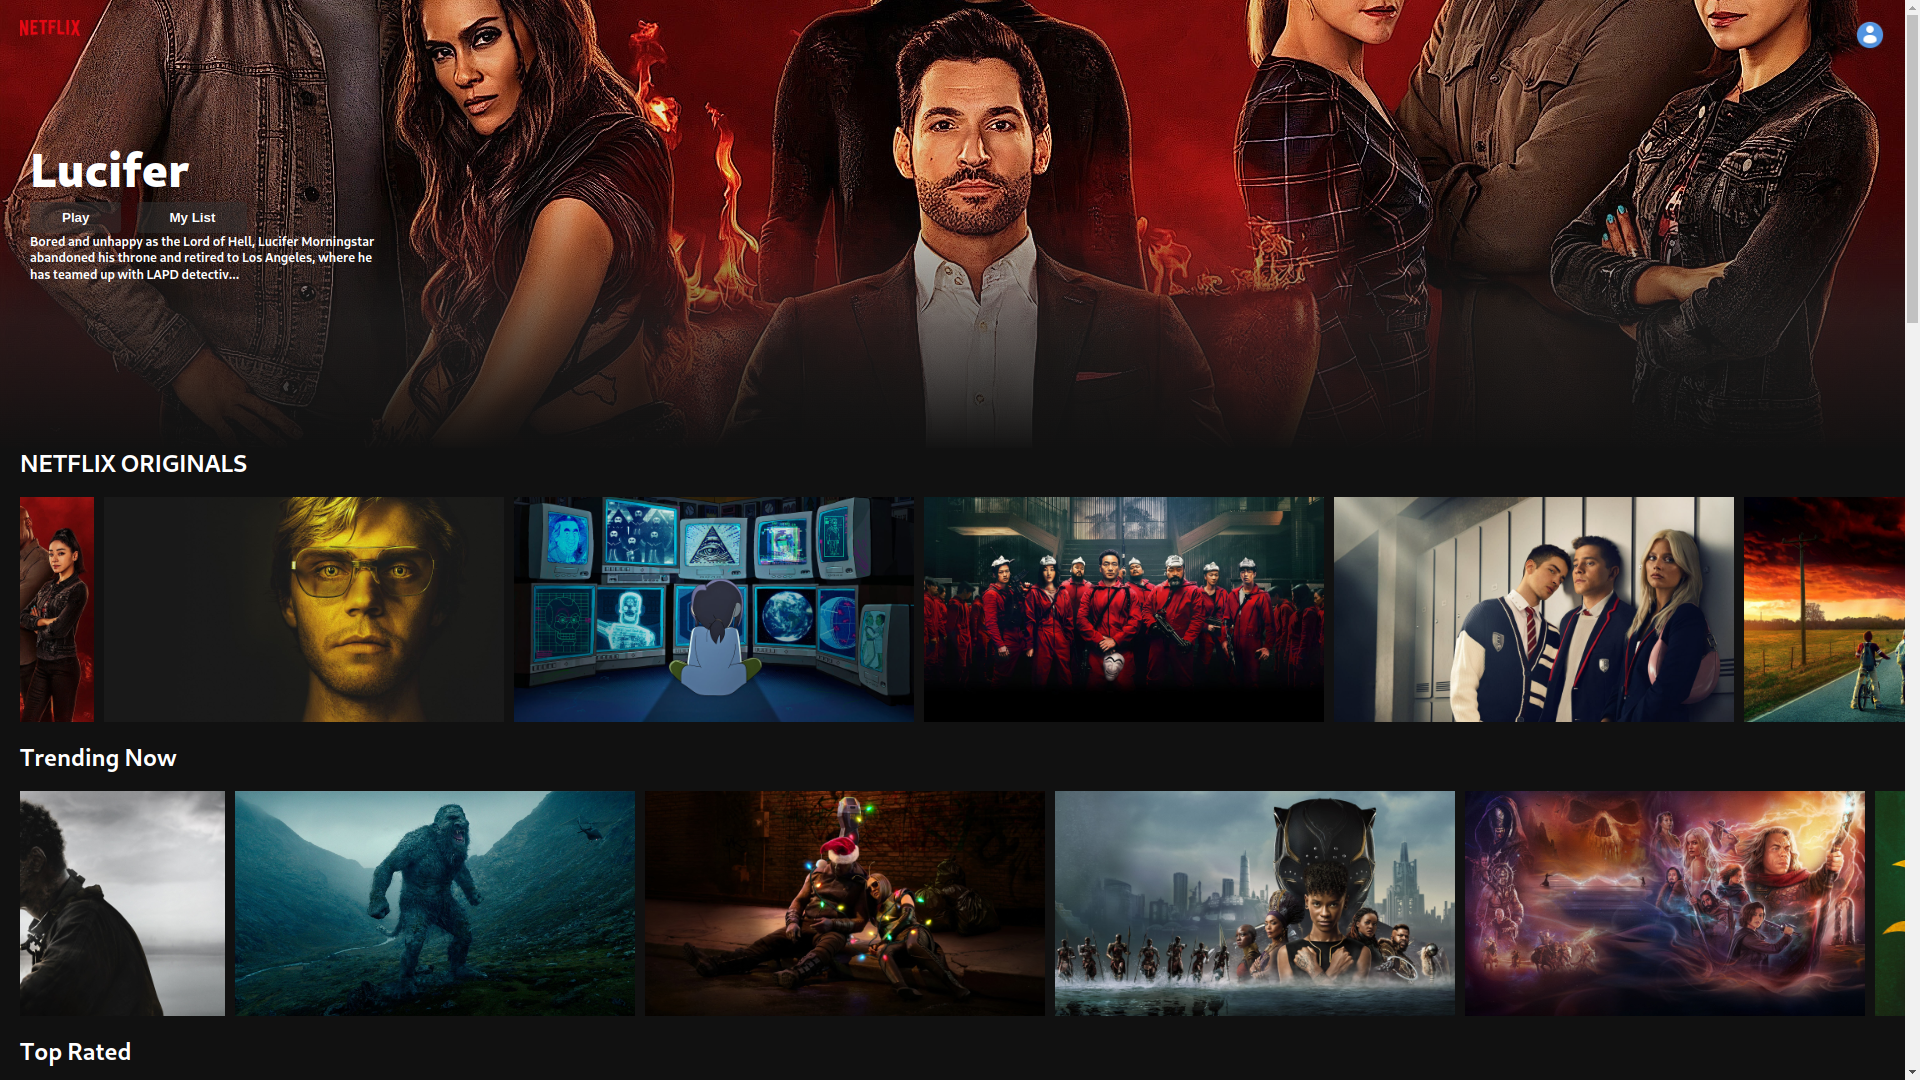 NETFLIX
Lucifer
Play
My List
Bored and unhappy as the Lord of Hell, Lucifer Morningstar
abandoned his throne and retired to Los Angeles, where he
has teamed up with LAPD detectiv...
NETFLIX ORIGINALS
Trending Now
Top Rated